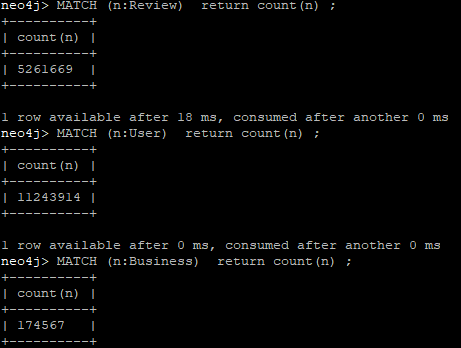 neo4j> MATCH (n:Review)  return count(n) ;
+----------+
| count(n) |
+----------+
| 5261669  |
+----------+
1 row available after 18 ms, consumed after another 0 ms
neo4j> MATCH (n:User)  return count(n) ;
+----------+
| count(n) |
+----------+
| 11243914 |
+----------+
1 row available after 0 ms, consumed after another 0 ms
neo4j> MATCH (n:Business)  return count(n) ;
+----------+
| count(n) |
+----------+
| 174567   |
+----------+